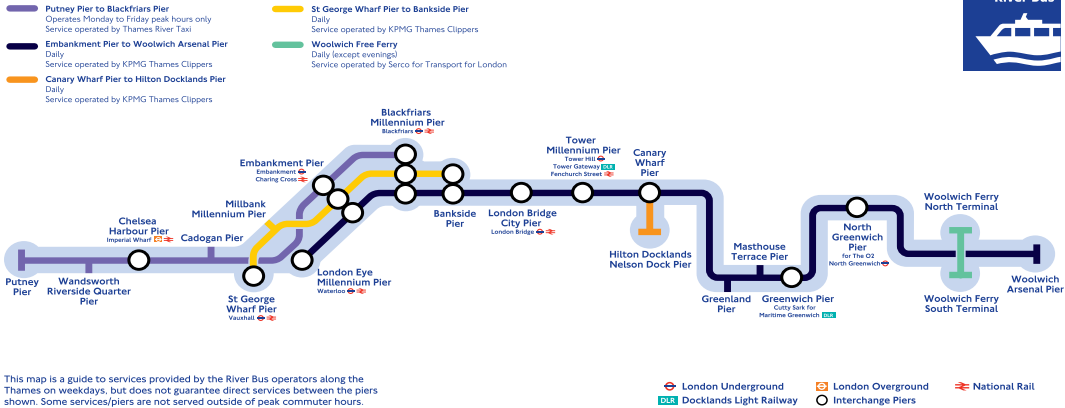 River Bus
Putney Pier to Blackfriars Pier
Operates Monday to Friday peak hours only
Service operated by Thames River Taxi
Embankment Pier to Woolwich Arsenal Pier
Daily
Service operated by KPMG Thames Clippers
Canary Wharf Pier to Hilton Docklands Pier
Daily
Service operated by KPMG Thames Clippers
St George Wharf Pier to Bankside Pier
Daily
Service operated by KPMG Thames Clippers
Woolwich Free Ferry
Daily (except evenings)
Service operated by Serco for Transport for London
Blackfriars
Millennium Pier
Blackfriars
Embankment Pier
Embankment
Charing Cross
Millbank
Millennium Pier
Chelsea
Harbour Pier
Imperial Wharf
Cadogan Pier
Putney
Pier
Wandsworth
Riverside Quarter
Pier
St George
Wharf Pier
Vauxhall
London Eye
Millennium Pier
Waterloo
Bankside
Pier
London Bridge
City Pier
London Bridge
Tower
Millennium Pier
Tower Hill
Tower Gateway DLR
Fenchurch Street
Canary
Wharf
Pier
Hilton Docklands
Nelson Dock Pier
Masthouse
Terrace Pier
Greenland
Pier
Greenwich Pier
Cutty Sark for
Maritime Greenwich DLR
North
Greenwich
Pier
for The O2
North Greenwich
Woolwich Ferry
North Terminal
Woolwich Ferry
South Terminal
Woolwich
Arsenal Pier
This map is a guide to services provided by the River Bus operators along the
Thames on weekdays, but does not guarantee direct services between the piers
shown. Some services/piers are not served outside of peak commuter hours.
London Underground
London Overground
National Rail
DLR Docklands Light Railway
Interchange Piers